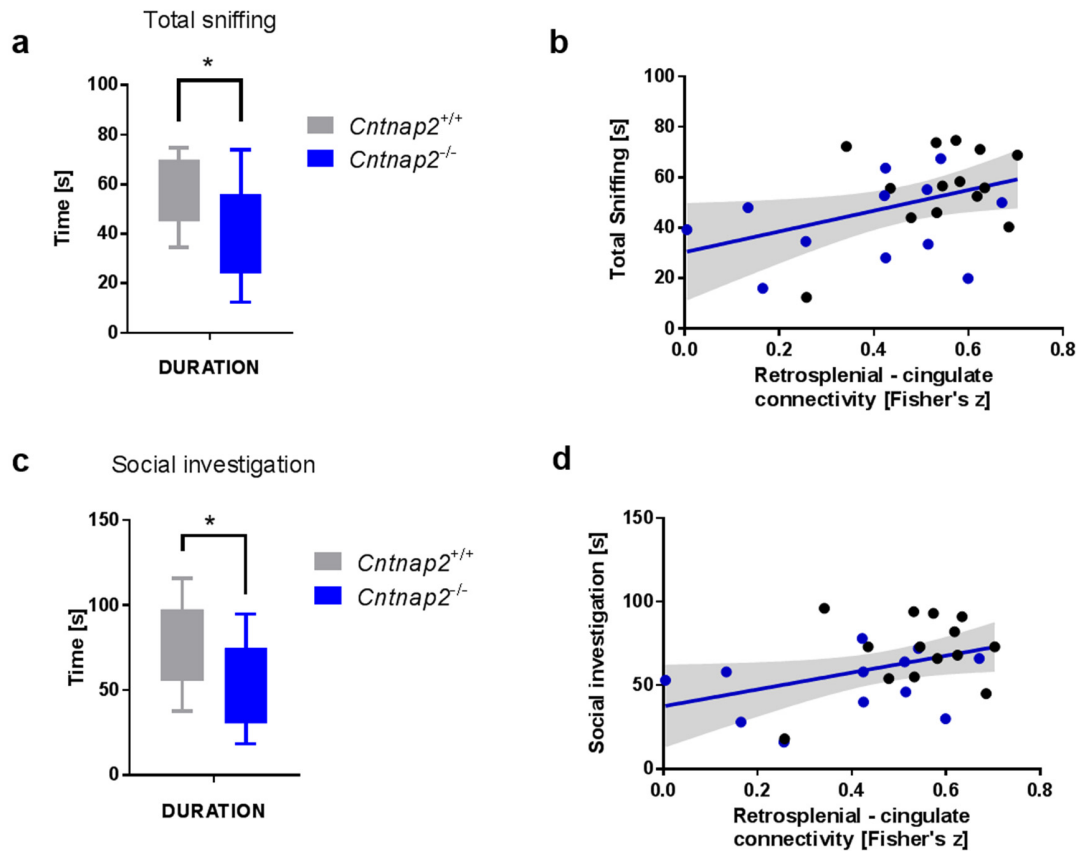 a
Total sniffing
*
Time [s]
100
80
60
40
20
0
DURATION
Cntnap2+/+
Cntnap2-/-
b
Total Sniffing [s]
100
80
60
40
20
0
0.0 0.2 0.4 0.6 0.8
Retrosplenial - cingulate
connectivity [Fisher's z]
c
Social investigation
*
Time [s]
150
100
50
0
DURATION
Cntnap2+/+
Cntnap2-/-
d
Social investigation [s]
150
100
50
0
0.0 0.2 0.4 0.6 0.8
Retrosplenial - cingulate
connectivity [Fisher's z]